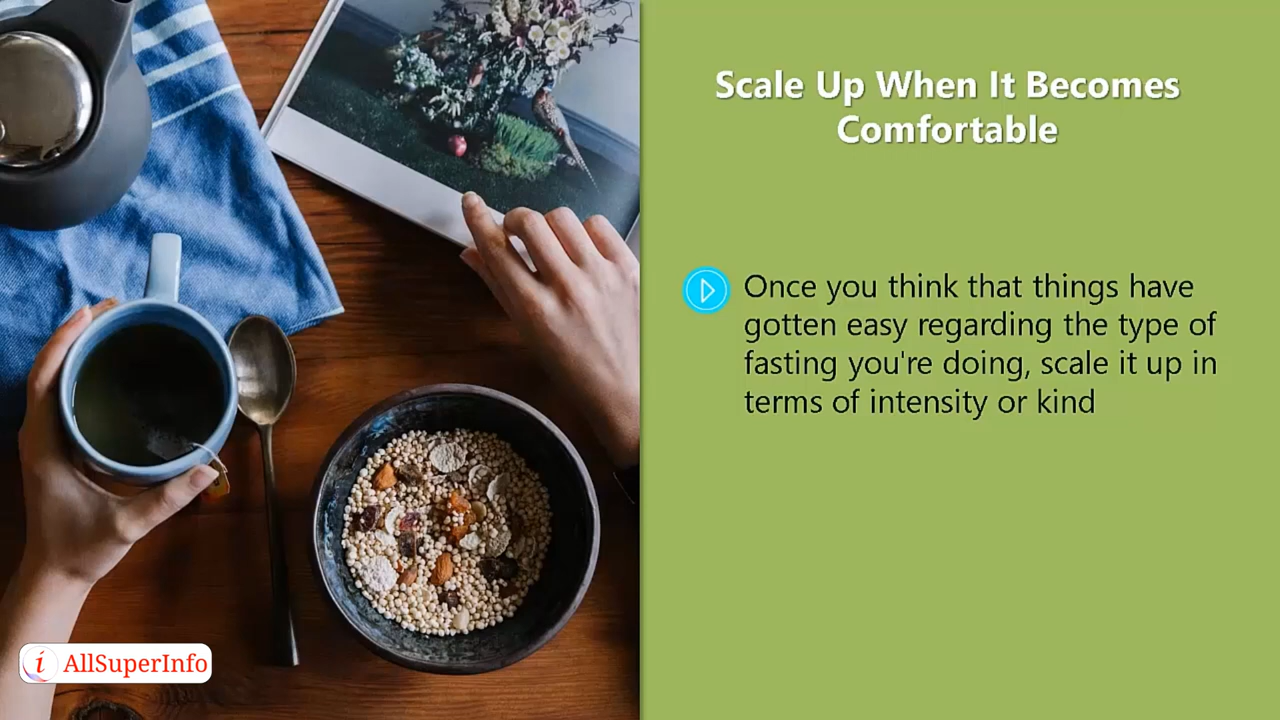 Scale Up When It Becomes
Comfortable
Once you think that things have
gotten easy regarding the type of
fasting you're doing, scale it up in
terms of intensity or kind
i AllSuperInfo